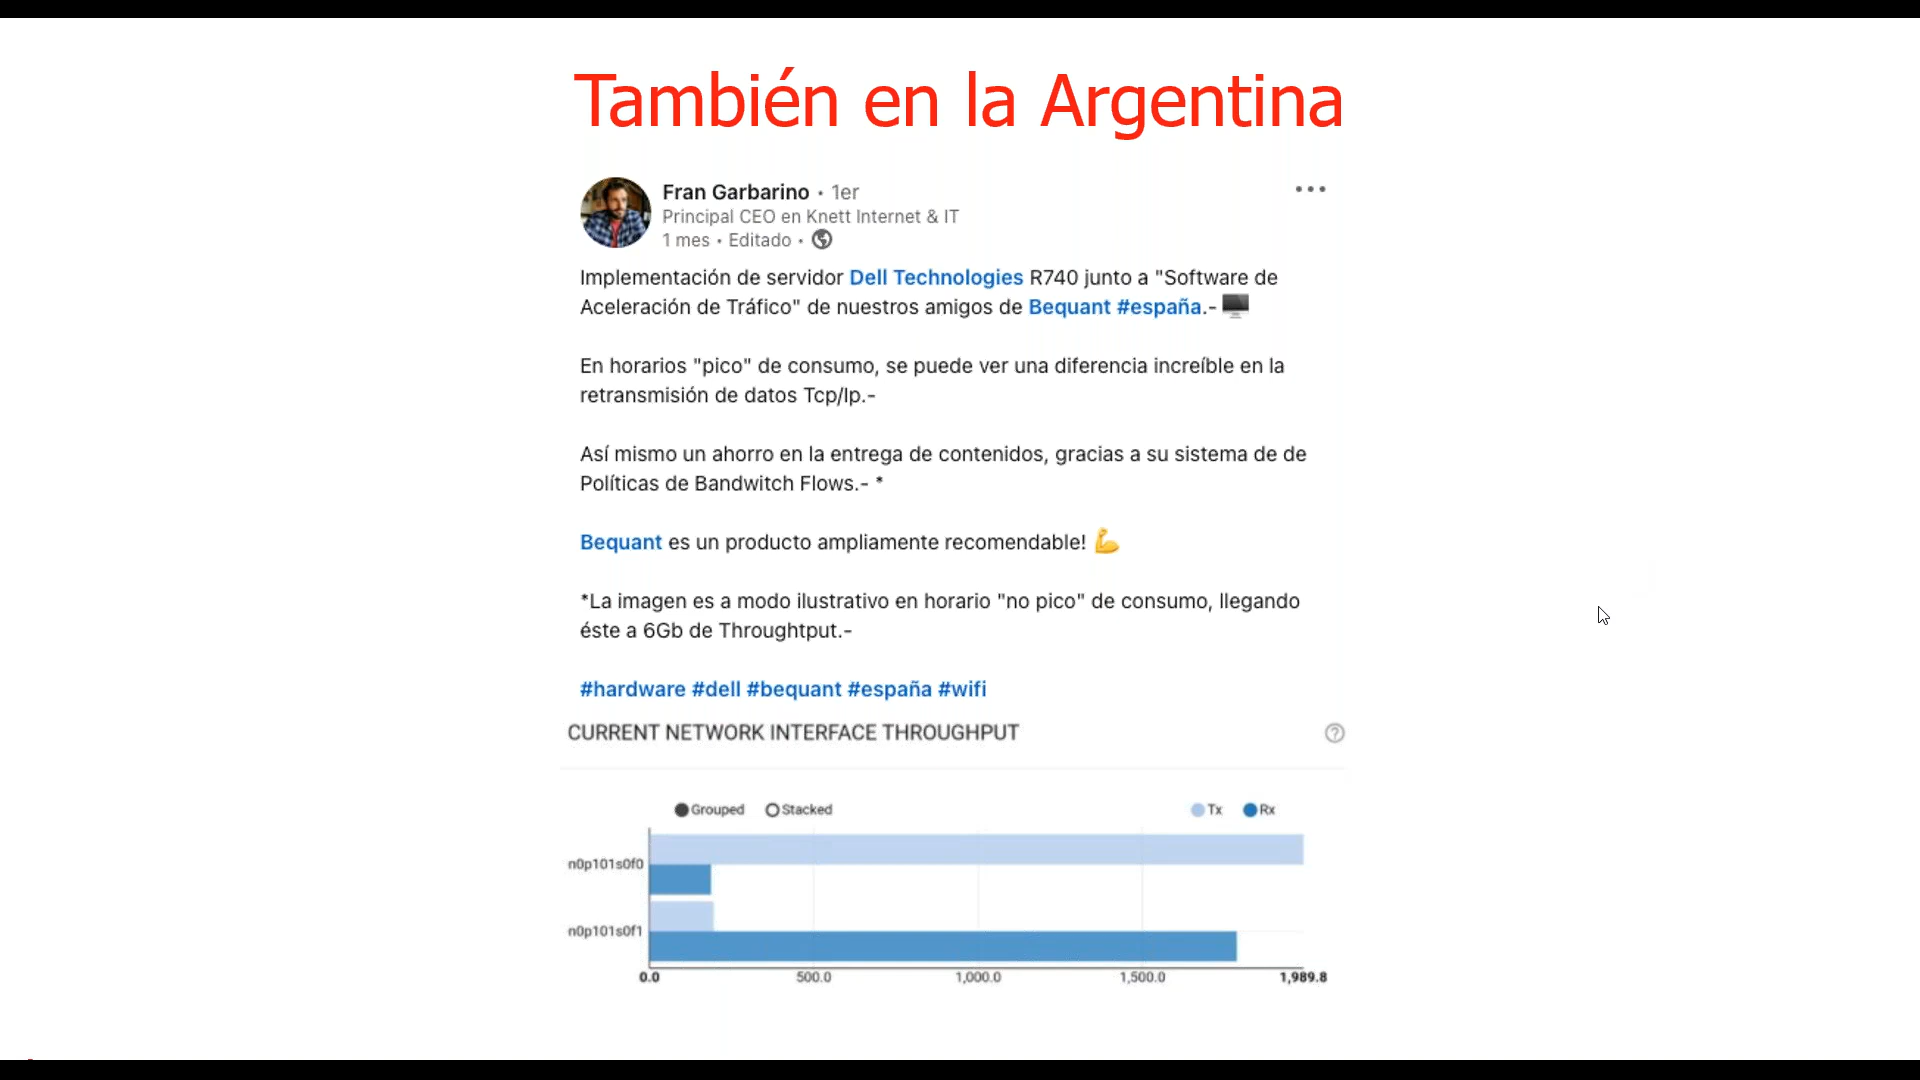 También en la Argentina
Fran Garbarino • 1er
Principal CEO en Knett Internet & IT
1 mes • Editado •
Implementación de servidor Dell Technologies R740 junto a "Software de
Aceleración de Tráfico" de nuestros amigos de Bequant #españa.-
En horarios "pico" de consumo, se puede ver una diferencia increíble en la
retransmisión de datos Tcp/Ip.-
Así mismo un ahorro en la entrega de contenidos, gracias a su sistema de de
Políticas de Bandwitch Flows.- *
Bequant es un producto ampliamente recomendable!
*La imagen es a modo ilustrativo en horario "no pico" de consumo, llegando
éste a 6Gb de Throughtput.-
#hardware #dell #bequant #españa #wifi
CURRENT NETWORK INTERFACE THROUGHPUT
Grouped Stacked Tx Rx
n0p101s0f0
n0p101s0f1
0.0 500.0 1,000.0 1,500.0 1,989.8